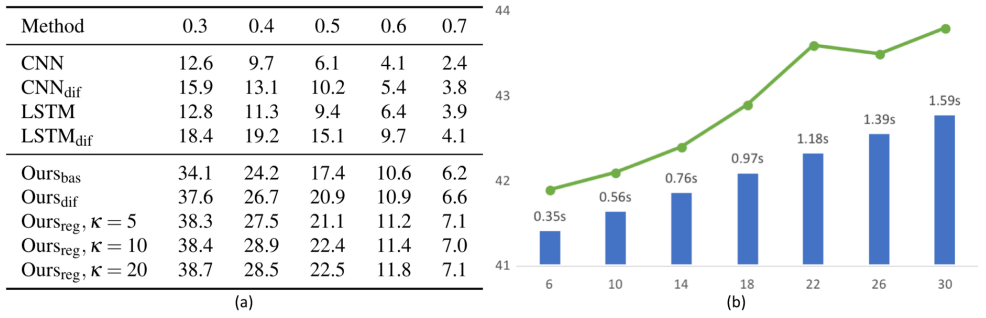 Method 0.3 0.4 0.5 0.6 0.7
CNN 12.6 9.7 6.1 4.1 2.4
CNNdif 15.9 13.1 10.2 5.4 3.8
LSTM 12.8 11.3 9.4 6.4 3.9
LSTMdif 18.4 19.2 15.1 9.7 4.1
Oursbas 34.1 24.2 17.4 10.6 6.2
Oursdif 37.6 26.7 20.9 10.9 6.6
Oursreg, κ = 5 38.3 27.5 21.1 11.2 7.1
Oursreg, κ = 10 38.4 28.9 22.4 11.4 7.0
Oursreg, κ = 20 38.7 28.5 22.5 11.8 7.1
(a)
44
43
42
41
0.35s 0.56s 0.76s 0.97s 1.18s 1.39s 1.59s
6 10 14 18 22 26 30
(b)